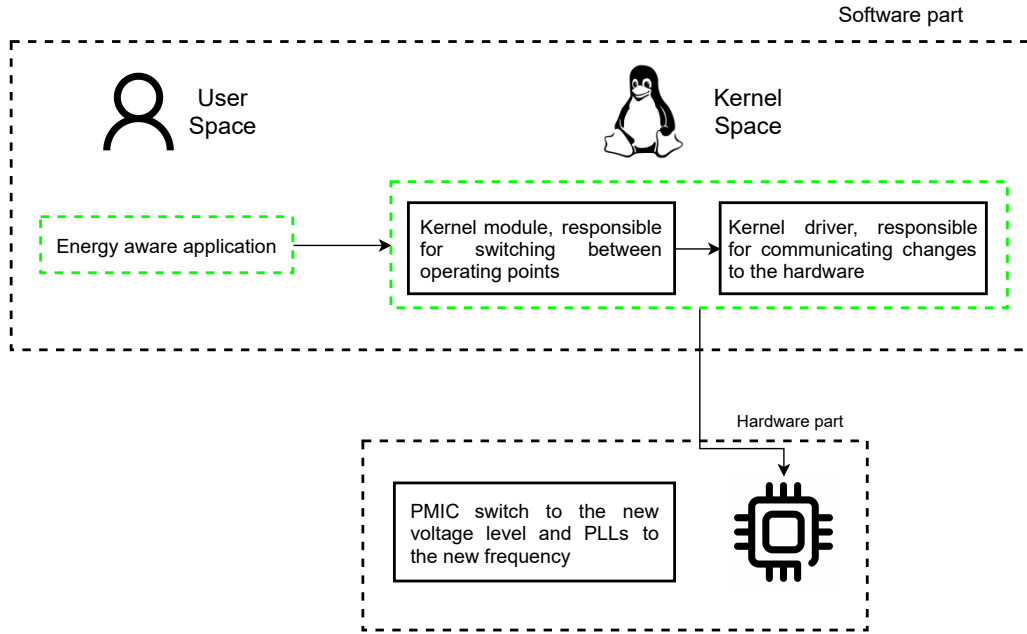 Software part
User
Space
Kernel
Space
Energy aware application
Kernel module, responsible
for switching between
operating points
Kernel driver, responsible
for communicating changes
to the hardware
Hardware part
PMIC switch to the new
voltage level and PLLs to
the new frequency